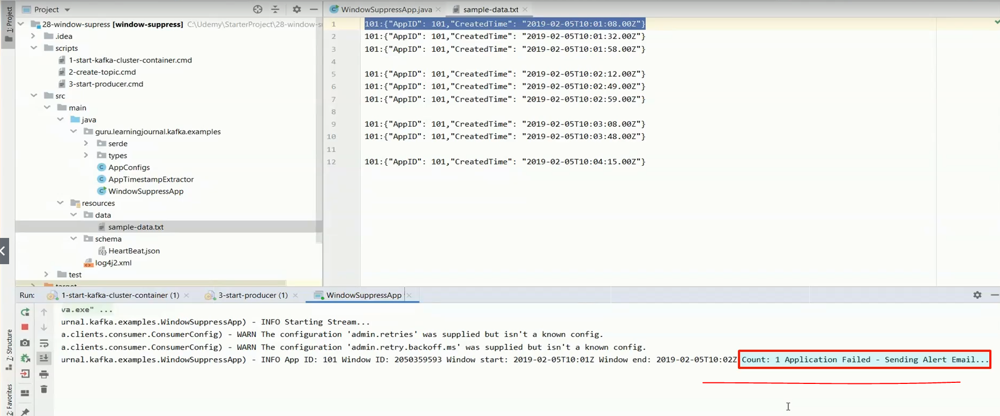 1: Project
Project
28-window-supress [window-suppress] C:\Udemy\StarterProject\28-window-su
.idea
scripts
1-start-kafka-cluster-container.cmd
2-create-topic.cmd
3-start-producer.cmd
src
main
java
guru.learningjournal.kafka.examples
serde
types
AppConfigs
AppTimestampExtractor
WindowSuppressApp
resources
data
sample-data.txt
schema
HeartBeat.json
log4j2.xml
test
target
WindowSuppressApp.java
sample-data.txt
1 101:{"AppID": 101,"CreatedTime": "2019-02-05T10:01:08.00Z"}
2 101:{"AppID": 101,"CreatedTime": "2019-02-05T10:01:32.00Z"}
3 101:{"AppID": 101,"CreatedTime": "2019-02-05T10:01:58.00Z"}
4
5 101:{"AppID": 101,"CreatedTime": "2019-02-05T10:02:12.00Z"}
6 101:{"AppID": 101,"CreatedTime": "2019-02-05T10:02:49.00Z"}
7 101:{"AppID": 101,"CreatedTime": "2019-02-05T10:02:59.00Z"}
8
9 101:{"AppID": 101,"CreatedTime": "2019-02-05T10:03:08.00Z"}
10 101:{"AppID": 101,"CreatedTime": "2019-02-05T10:03:48.00Z"}
11
12 101:{"AppID": 101,"CreatedTime": "2019-02-05T10:04:15.00Z"}
Run: 1-start-kafka-cluster-container (1) 3-start-producer (1) WindowSuppressApp
va.exe" ...
urnal.kafka.examples.WindowSuppressApp) - INFO Starting Stream...
a.clients.consumer.ConsumerConfig) - WARN The configuration 'admin.retries' was supplied but isn't a known config.
a.clients.consumer.ConsumerConfig) - WARN The configuration 'admin.retry.backoff.ms' was supplied but isn't a known config.
urnal.kafka.examples.WindowSuppressApp) - INFO App ID: 101 Window ID: 2050359593 Window start: 2019-02-05T10:01Z Window end: 2019-02-05T10:02Z Count: 1 Application Failed - Sending Alert Email...
7: Structure
2: Favorites